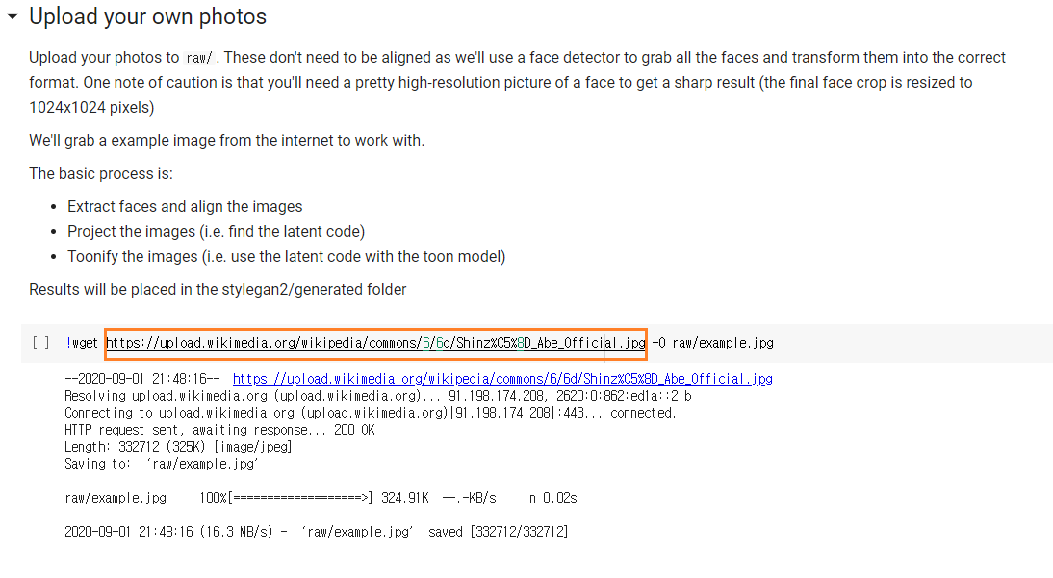 Upload your own photos
Upload your photos to raw/ . These don't need to be aligned as we'll use a face detector to grab all the faces and transform them into the correct
format. One note of caution is that you'll need a pretty high-resolution picture of a face to get a sharp result (the final face crop is resized to
1024x1024 pixels)
We'll grab a example image from the internet to work with.
The basic process is:
• Extract faces and align the images
• Project the images (i.e. find the latent code)
• Toonify the images (i.e. use the latent code with the toon model)
Results will be placed in the stylegan2/generated folder
[ ] !wget https://upload.wikimedia.org/wikipedia/commons/6/6d/Shinz%C5%8D_Abe_Official.jpg -O raw/example.jpg
--2020-09-01 21:48:16-- https://upload.wikimedia.org/wikipedia/commons/6/6d/Shinz%C5%8D_Abe_Official.jpg
Resolving upload.wikimedia.org (upload.wikimedia.org)... 91.198.174.208, 2620:0:862:ed1a::2:b
Connecting to upload.wikimedia.org (upload.wikimedia.org)|91.198.174.208|:443... connected.
HTTP request sent, awaiting response... 200 OK
Length: 332712 (325K) [image/jpeg]
Saving to: ‘raw/example.jpg’
raw/example.jpg 100%[===================>] 324.91K --.-KB/s in 0.02s
2020-09-01 21:48:16 (16.3 MB/s) - ‘raw/example.jpg’ saved [332712/332712]